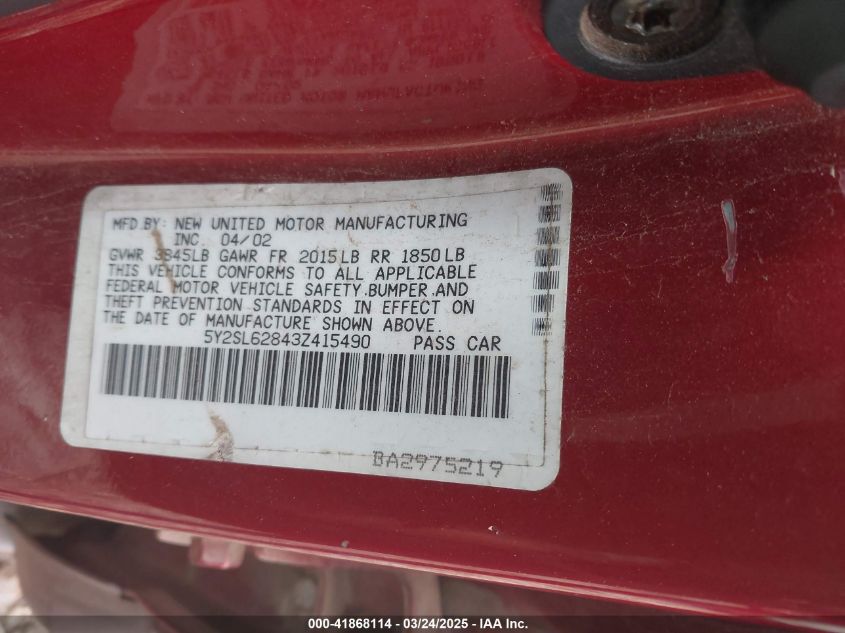 MFD BY: NEW UNITED MOTOR MANUFACTURING
INC 04/02
GVWR 3845LB GAWR FR 2015LB RR 1850LB
THIS VEHICLE CONFORMS TO ALL APPLICABLE
FEDERAL MOTOR VEHICLE SAFETY.BUMPER.AND
THEFT PREVENTION STANDARDS IN EFFECT ON
THE DATE OF MANUFACTURE SHOWN ABOVE.
5Y2SL62843Z415490 PASS CAR
BA2975219
000-41868114 - 03/24/2025 - IAA Inc.